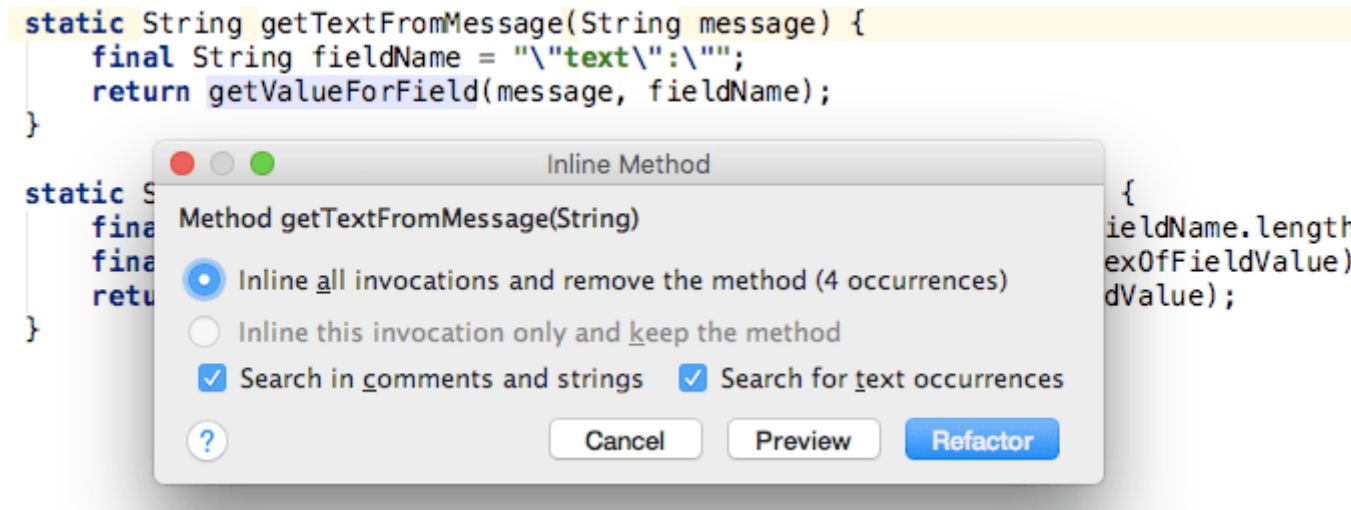 static String getTextFromMessage(String message) {
final String fieldName = "\"text\":\"";
return getValueForField(message, fieldName);
}
Inline Method
static S {
Method getTextFromMessage(String)
fina ieldName.length
Inline all invocations and remove the method (4 occurrences)
fina exOfFieldValue)
retu dValue);
Inline this invocation only and keep the method
}
Search in comments and strings Search for text occurrences
? Cancel Preview Refactor